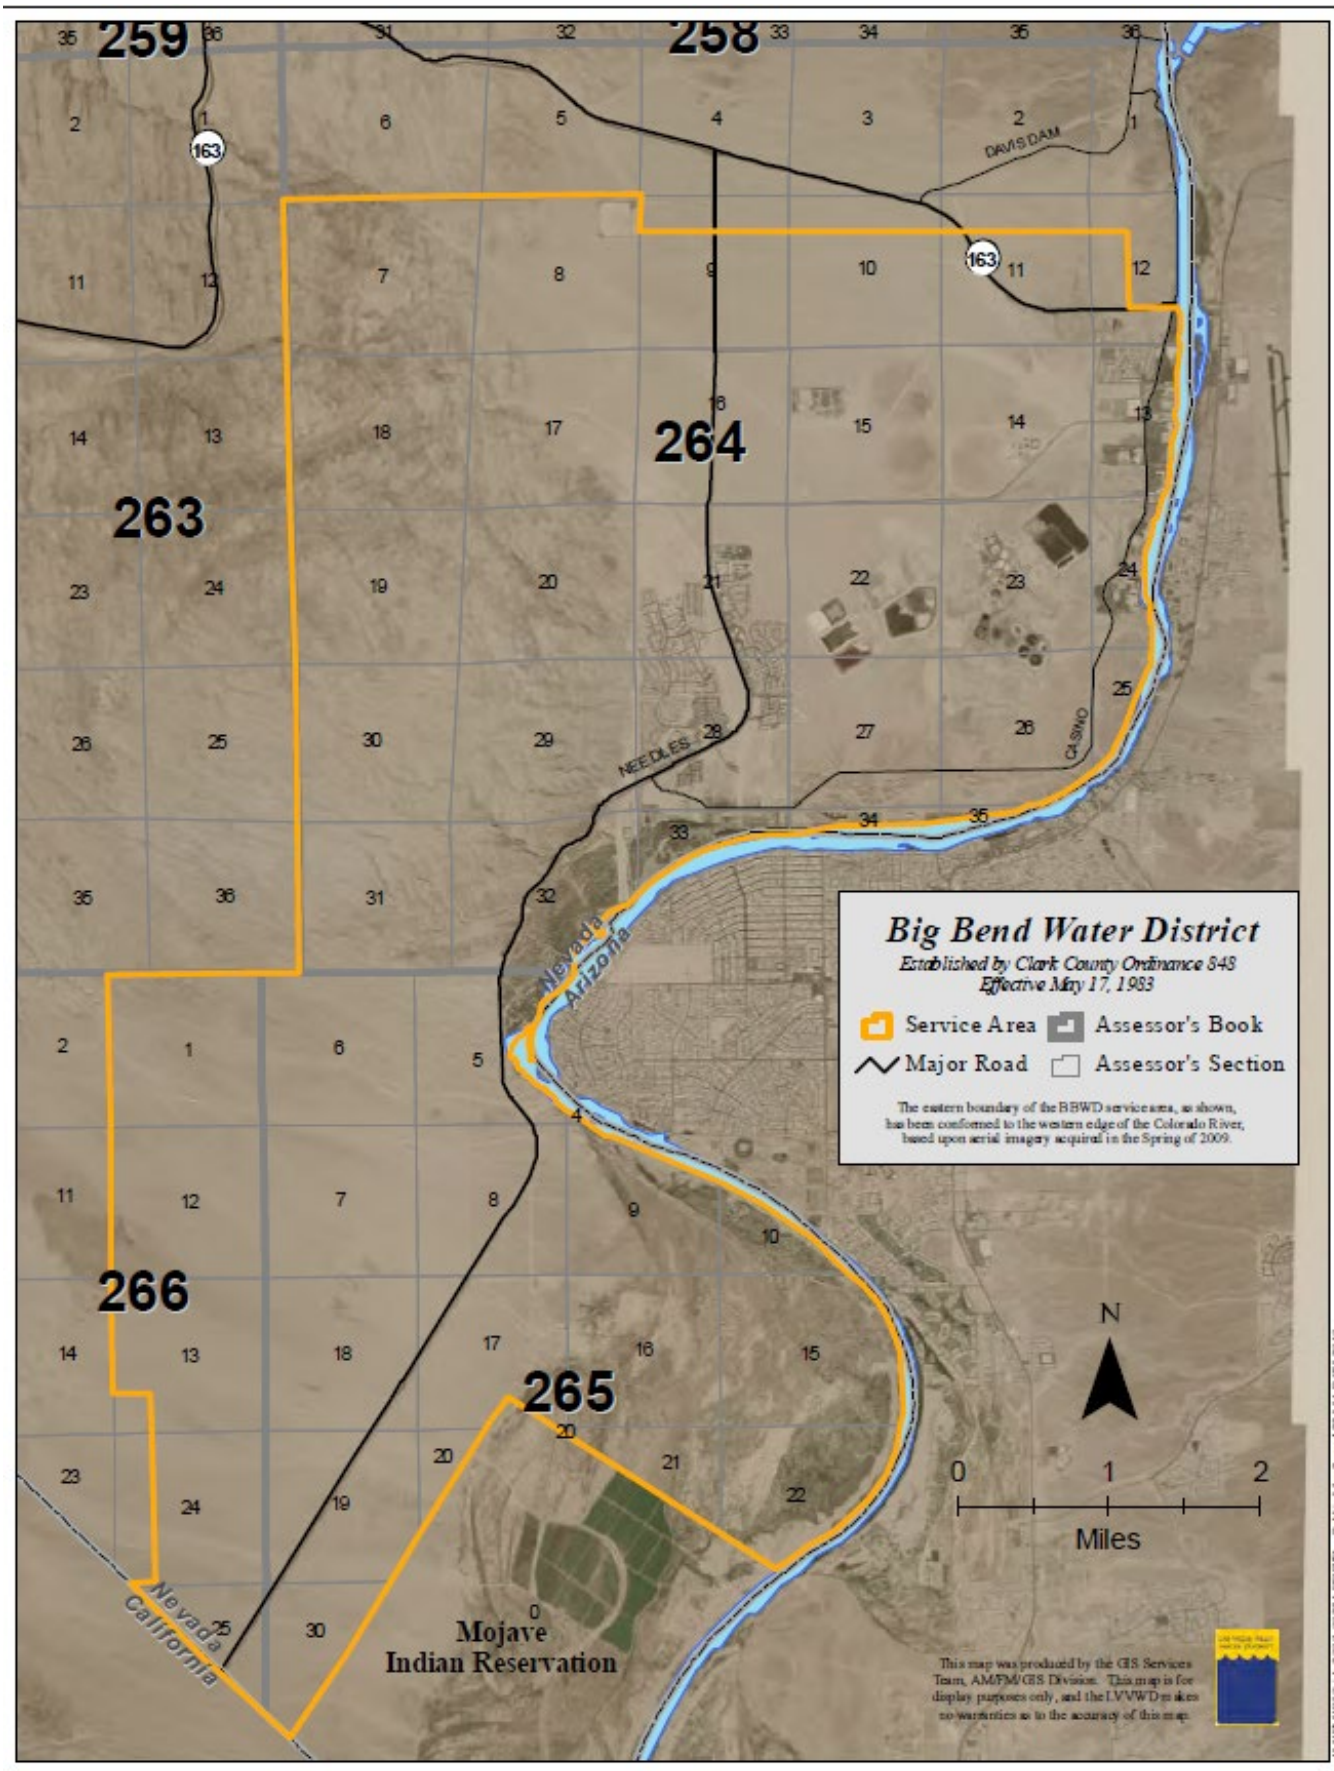 35 259 36 31 32 258 33 34 35 36
2 1 6 5 4 3 2 1
DAVIS DAM
163
11 12 7 8 9 10 163 11 12
14 13 18 17 16 15 14 13
264
263
23 24 19 20 21 22 23 24
26 25 30 29 28 27 26 25
NEEDLES
CASINO
35 36 31 32 33 34 35
Nevada
Arizona
Big Bend Water District
Established by Clark County Ordinance 848
Effective May 17, 1983
Service Area Assessor's Book
Major Road Assessor's Section
The eastern boundary of the BBWD service area, as shown,
has been conformed to the western edge of the Colorado River,
based upon aerial imagery acquired in the Spring of 2009.
2 1 6 5 4
11 12 7 8 9 10
266
14 13 18 17 16 15
265
23 24 19 20 20 21 22
N
0 1 2
Miles
Nevada
California
25 30 0
Mojave
Indian Reservation
This map was produced by the GIS Services
Team, AM/FM/GIS Division. This map is for
display purposes only, and the LVVWD makes
no warranties as to the accuracy of this map.